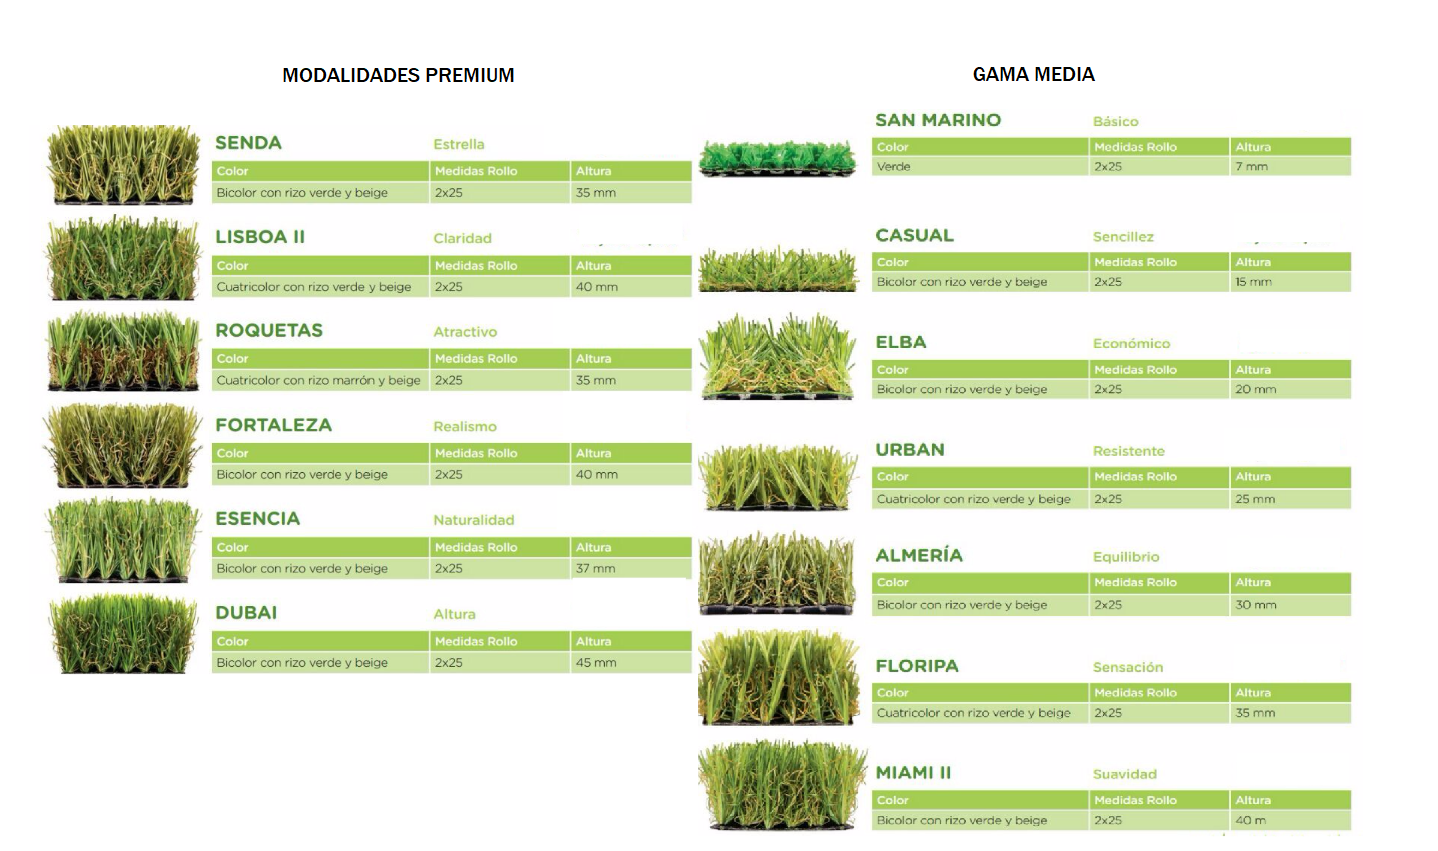 MODALIDADES PREMIUM
SENDA Estrella
Color Medidas Rollo Altura
Bicolor con rizo verde y beige 2x25 35 mm
LISBOA II Claridad
Color Medidas Rollo Altura
Cuatricolor con rizo verde y beige 2x25 40 mm
ROQUETAS Atractivo
Color Medidas Rollo Altura
Cuatricolor con rizo marrón y beige 2x25 35 mm
FORTALEZA Realismo
Color Medidas Rollo Altura
Bicolor con rizo verde y beige 2x25 40 mm
ESENCIA Naturalidad
Color Medidas Rollo Altura
Bicolor con rizo verde y beige 2x25 37 mm
DUBAI Altura
Color Medidas Rollo Altura
Bicolor con rizo verde y beige 2x25 45 mm
GAMA MEDIA
SAN MARINO Básico
Color Medidas Rollo Altura
Verde 2x25 7 mm
CASUAL Sencillez
Color Medidas Rollo Altura
Bicolor con rizo verde y beige 2x25 15 mm
ELBA Económico
Color Medidas Rollo Altura
Bicolor con rizo verde y beige 2x25 20 mm
URBAN Resistente
Color Medidas Rollo Altura
Cuatricolor con rizo verde y beige 2x25 25 mm
ALMERÍA Equilibrio
Color Medidas Rollo Altura
Bicolor con rizo verde y beige 2x25 30 mm
FLORIPA Sensación
Color Medidas Rollo Altura
Cuatricolor con rizo verde y beige 2x25 35 mm
MIAMI II Suavidad
Color Medidas Rollo Altura
Bicolor con rizo verde y beige 2x25 40 m